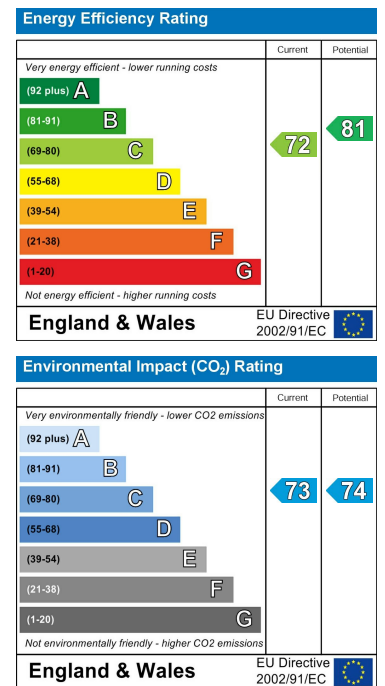 Energy Efficiency Rating
Current Potential
Very energy efficient - lower running costs
(92 plus) A
(81-91) B
(69-80) C
(55-68) D
(39-54) E
(21-38) F
(1-20) G
72
81
Not energy efficient - higher running costs
England & Wales
EU Directive
2002/91/EC
Environmental Impact (CO₂) Rating
Current Potential
Very environmentally friendly - lower CO2 emissions
(92 plus) A
(81-91) B
(69-80) C
(55-68) D
(39-54) E
(21-38) F
(1-20) G
73
74
Not environmentally friendly - higher CO2 emissions
England & Wales
EU Directive
2002/91/EC